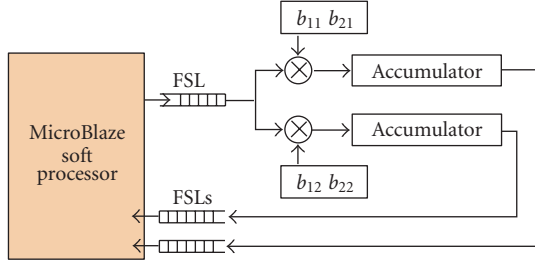 b₁₁ b₂₁
FSL
Accumulator
MicroBlaze
soft
processor
Accumulator
b₁₂ b₂₂
FSLs